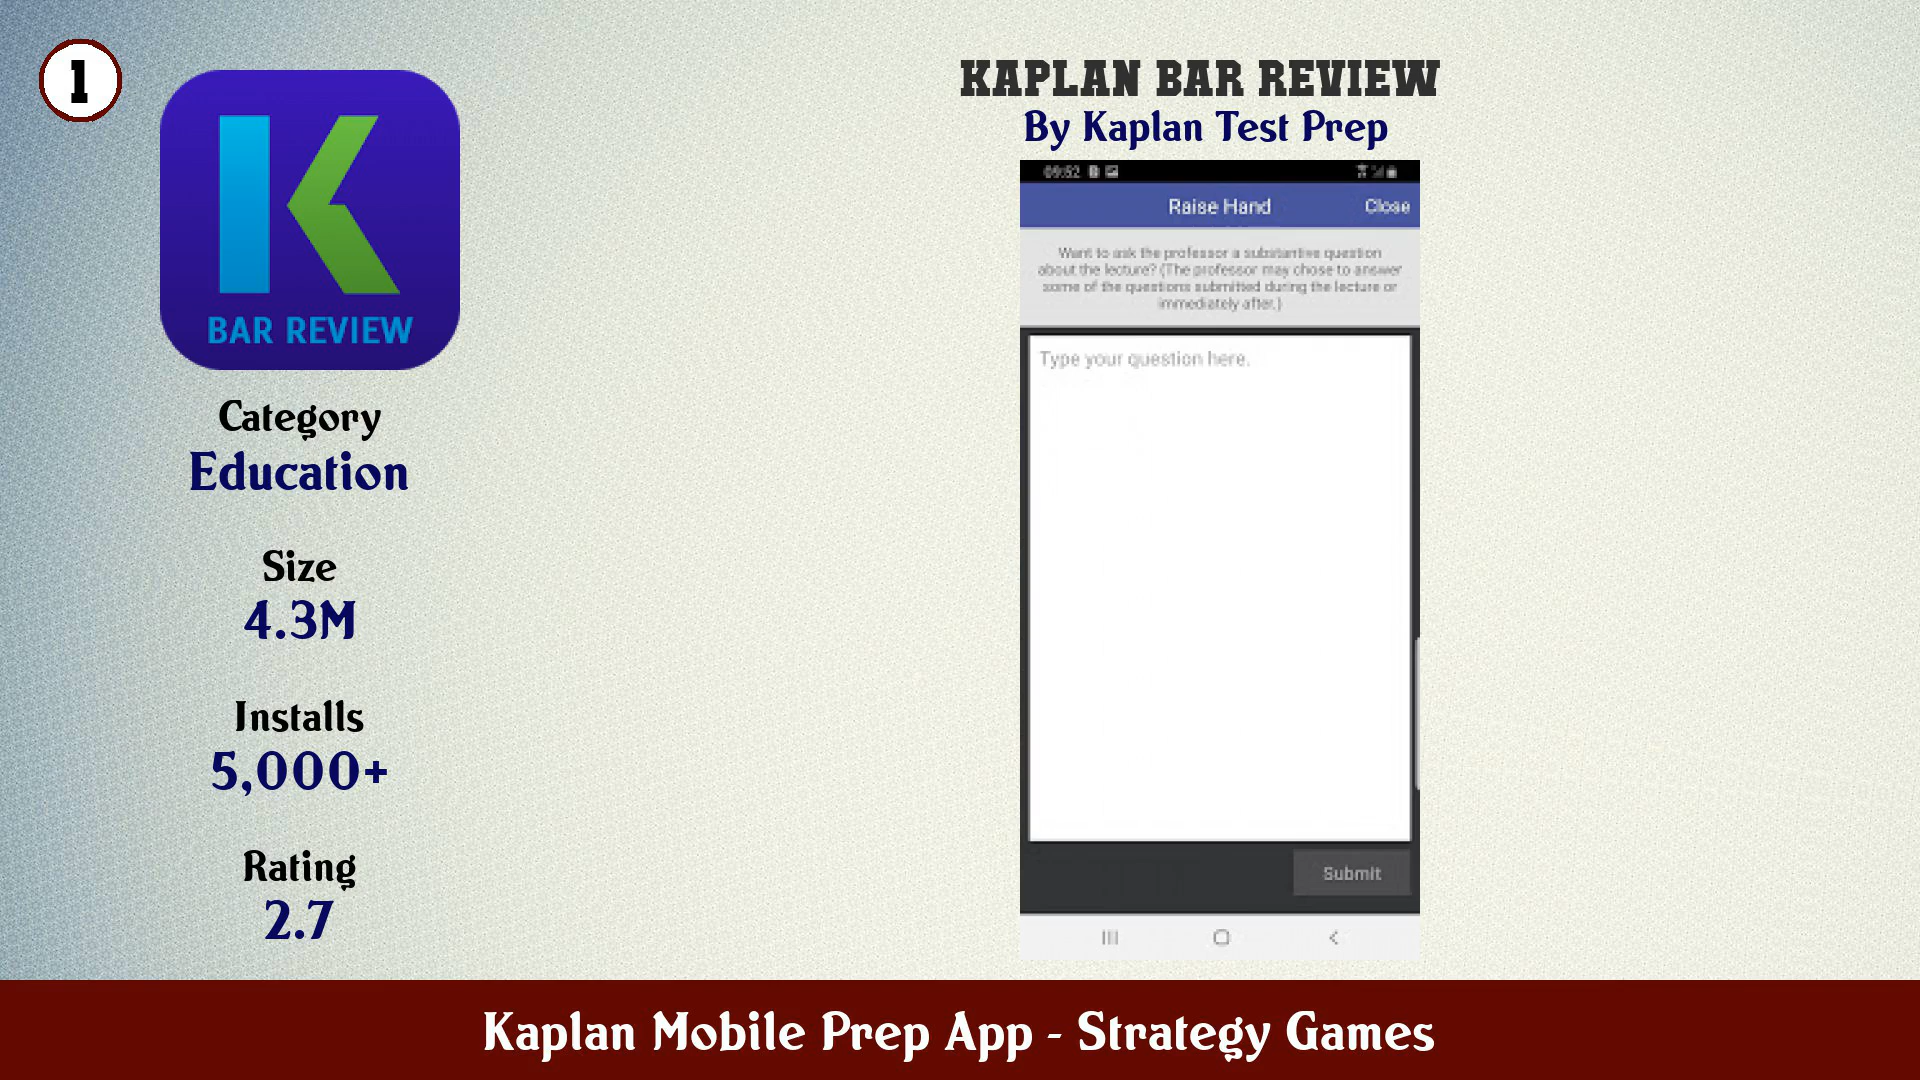 1
BAR REVIEW
Category
Education
Size
4.3M
Installs
5,000+
Rating
2.7
KAPLAN BAR REVIEW
By Kaplan Test Prep
09:52
Raise Hand
Close
Want to ask the professor a substantive question
about the lecture? (The professor may chose to answer
some of the questions submitted during the lecture or
immediately after.)
Type your question here.
Submit
Kaplan Mobile Prep App - Strategy Games